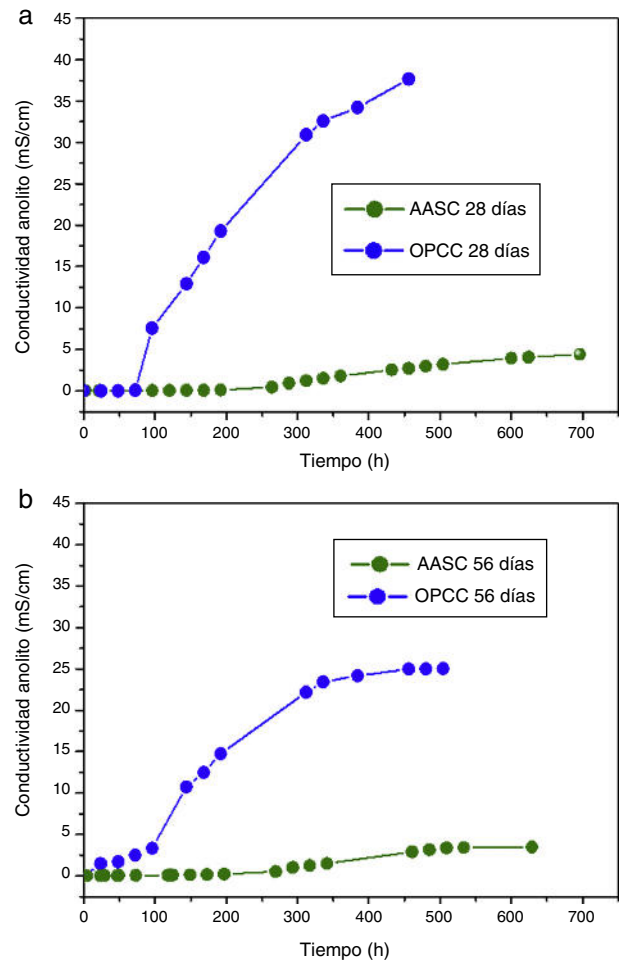 a
Conductividad anolito (mS/cm)
45
40
35
30
25
20
15
10
5
0
AASC 28 días
OPCC 28 días
0 100 200 300 400 500 600 700
Tiempo (h)
b
Conductividad anolito (mS/cm)
45
40
35
30
25
20
15
10
5
0
AASC 56 días
OPCC 56 días
0 100 200 300 400 500 600 700
Tiempo (h)